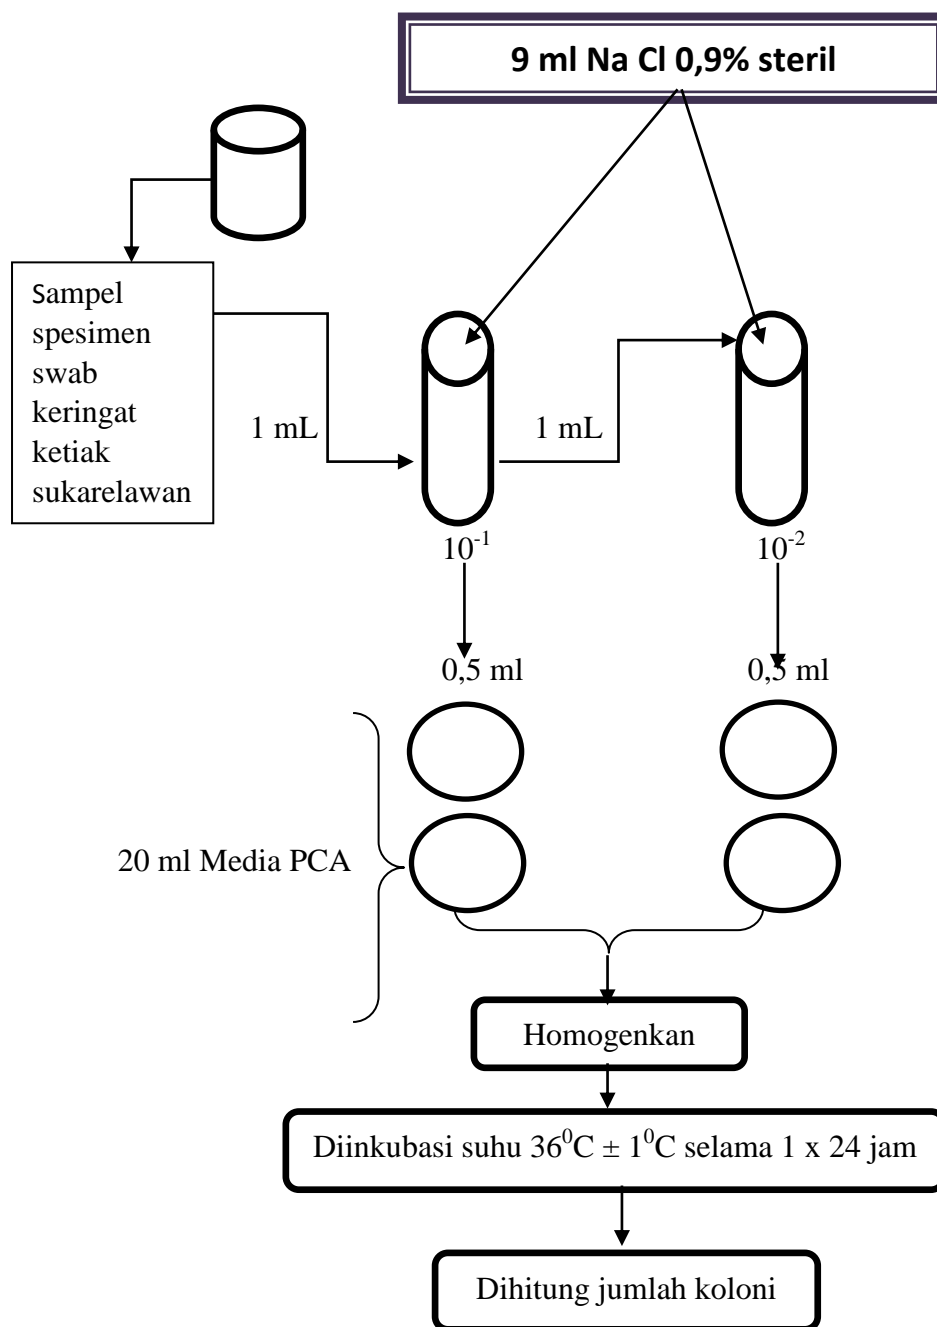 9 ml Na Cl 0,9% steril
Sampel
spesimen
swab
keringat
ketiak
sukarelawan
1 mL
1 mL
10⁻¹
10⁻²
0,5 ml
0,5 ml
20 ml Media PCA
Homogenkan
Diinkubasi suhu 36⁰C ± 1⁰C selama 1 x 24 jam
Dihitung jumlah koloni